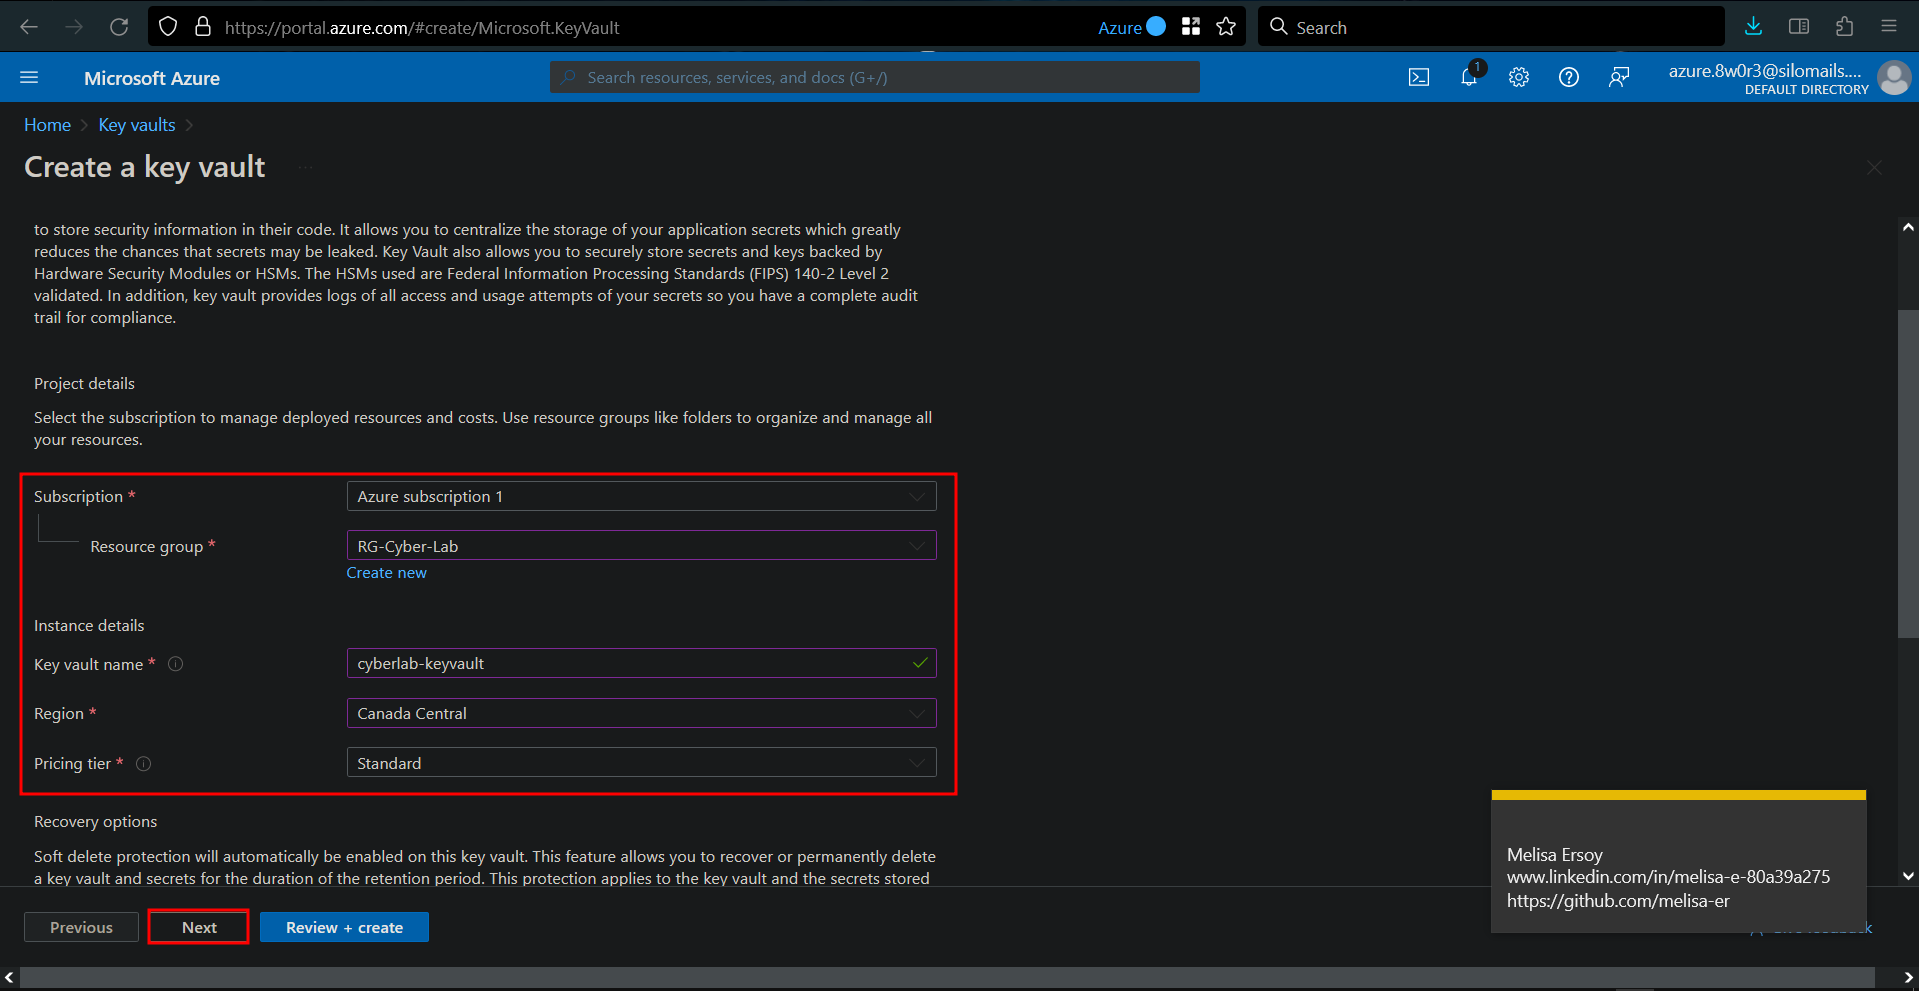 https://portal.azure.com/#create/Microsoft.KeyVault
Azure
Search
Microsoft Azure
Search resources, services, and docs (G+/)
1
azure.8w0r3@silomails....
DEFAULT DIRECTORY
Home > Key vaults >
Create a key vault ...
to store security information in their code. It allows you to centralize the storage of your application secrets which greatly
reduces the chances that secrets may be leaked. Key Vault also allows you to securely store secrets and keys backed by
Hardware Security Modules or HSMs. The HSMs used are Federal Information Processing Standards (FIPS) 140-2 Level 2
validated. In addition, key vault provides logs of all access and usage attempts of your secrets so you have a complete audit
trail for compliance.
Project details
Select the subscription to manage deployed resources and costs. Use resource groups like folders to organize and manage all
your resources.
Subscription * Azure subscription 1
Resource group * RG-Cyber-Lab
Create new
Instance details
Key vault name * cyberlab-keyvault
Region * Canada Central
Pricing tier * Standard
Recovery options
Soft delete protection will automatically be enabled on this key vault. This feature allows you to recover or permanently delete
a key vault and secrets for the duration of the retention period. This protection applies to the key vault and the secrets stored
Previous
Next
Review + create
Melisa Ersoy
www.linkedin.com/in/melisa-e-80a39a275
https://github.com/melisa-er